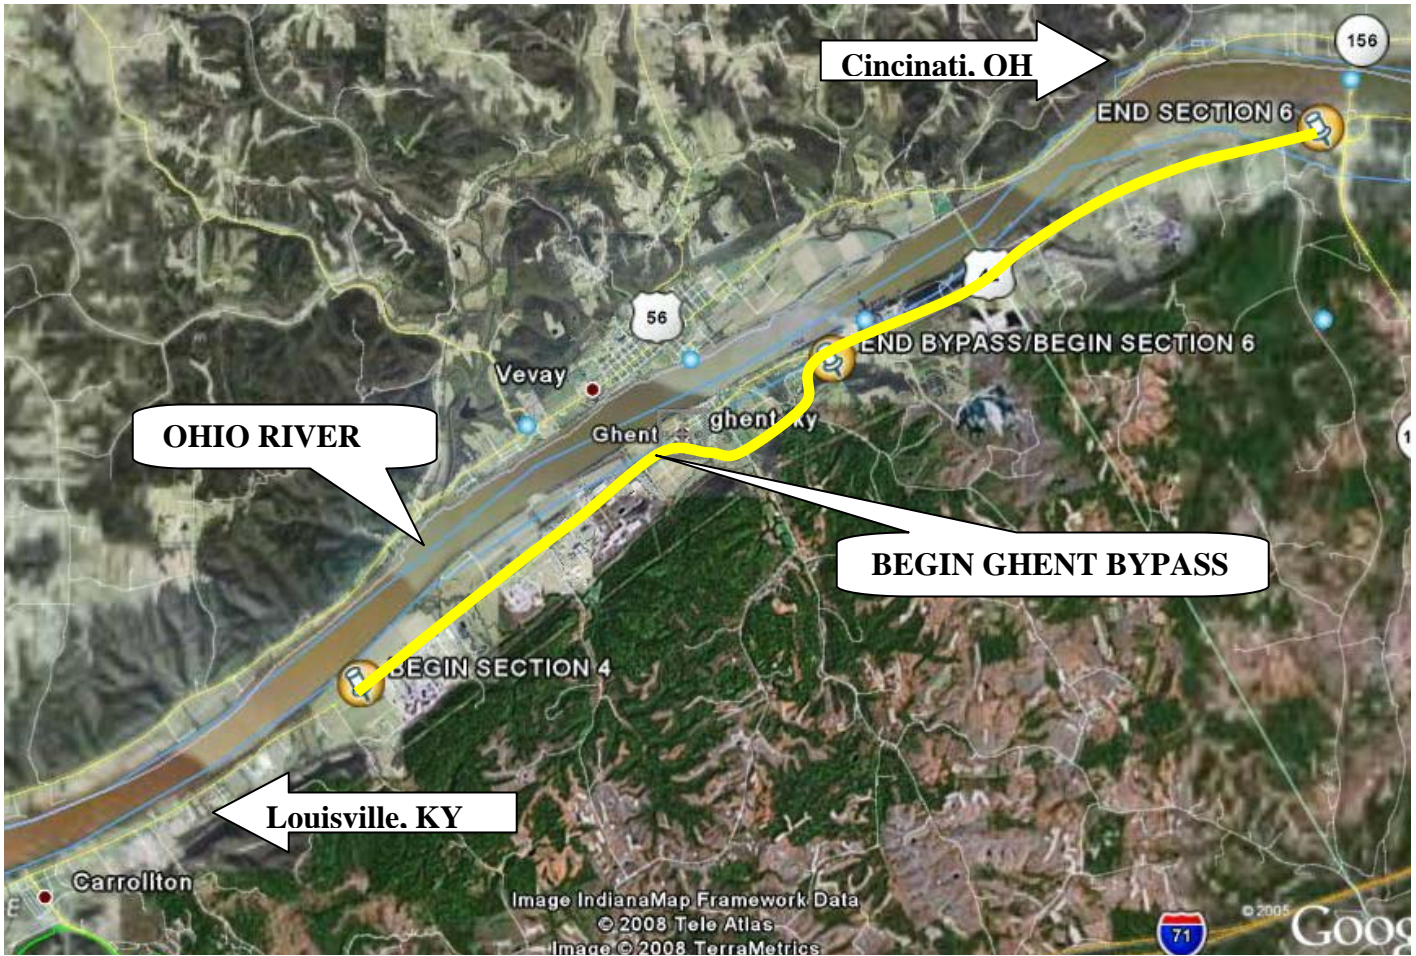 156
Cincinati, OH
END SECTION 6
56
END BYPASS/BEGIN SECTION 6
Vevay
ghent ky
Ghent
OHIO RIVER
BEGIN GHENT BYPASS
BEGIN SECTION 4
Louisville, KY
Carrollton
Image IndianaMap Framework Data
© 2008 Tele Atlas
Image © 2008 TerraMetrics
71
© 2005
Goog